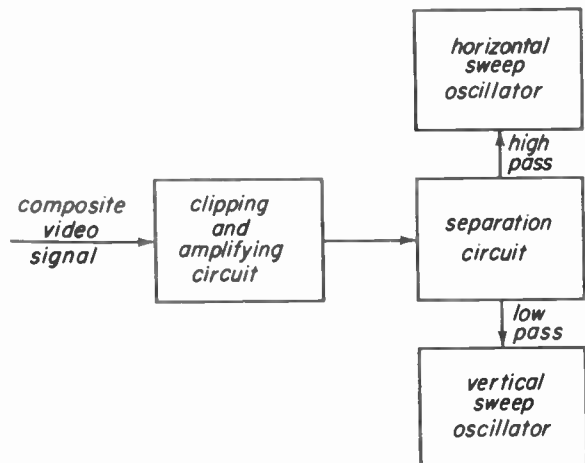 horizontal
sweep
oscillator
high
pass
composite
video
signal
clipping
and
amplifying
circuit
separation
circuit
low
pass
vertical
sweep
oscillator